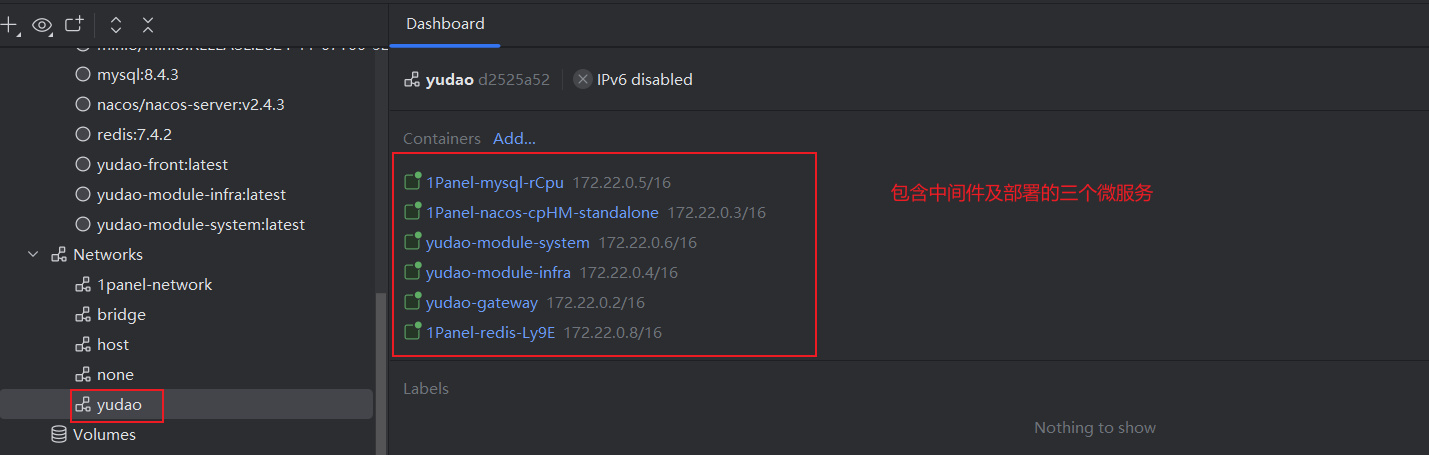 Dashboard
mysql:8.4.3
nacos/nacos-server:v2.4.3
redis:7.4.2
yudao-front:latest
yudao-module-infra:latest
yudao-module-system:latest
Networks
1panel-network
bridge
host
none
yudao
Volumes
yudao d2525a52 IPv6 disabled
Containers Add...
1Panel-mysql-rCpu 172.22.0.5/16
1Panel-nacos-cpHM-standalone 172.22.0.3/16
yudao-module-system 172.22.0.6/16
yudao-module-infra 172.22.0.4/16
yudao-gateway 172.22.0.2/16
1Panel-redis-Ly9E 172.22.0.8/16
包含中间件及部署的三个微服务
Labels
Nothing to show